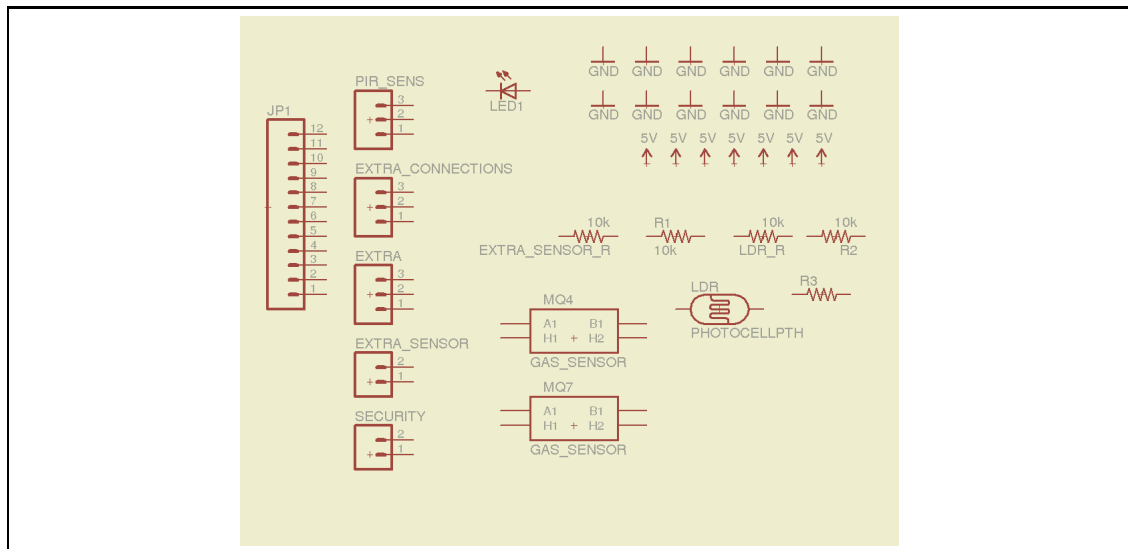 PIR_SENS
3
2
1
LED1
GND GND GND GND GND GND
GND GND GND GND GND GND
5V 5V 5V 5V 5V 5V 5V
JP1
12
11
10
9
8
7
6
5
4
3
2
1
EXTRA_CONNECTIONS
3
2
1
10k
EXTRA_SENSOR_R
R1
10k
10k
LDR_R
10k
R2
EXTRA
3
2
1
LDR
PHOTOCELLPTH
R3
MQ4
A1 B1
H1 H2
GAS_SENSOR
EXTRA_SENSOR
2
1
MQ7
A1 B1
H1 H2
GAS_SENSOR
SECURITY
2
1